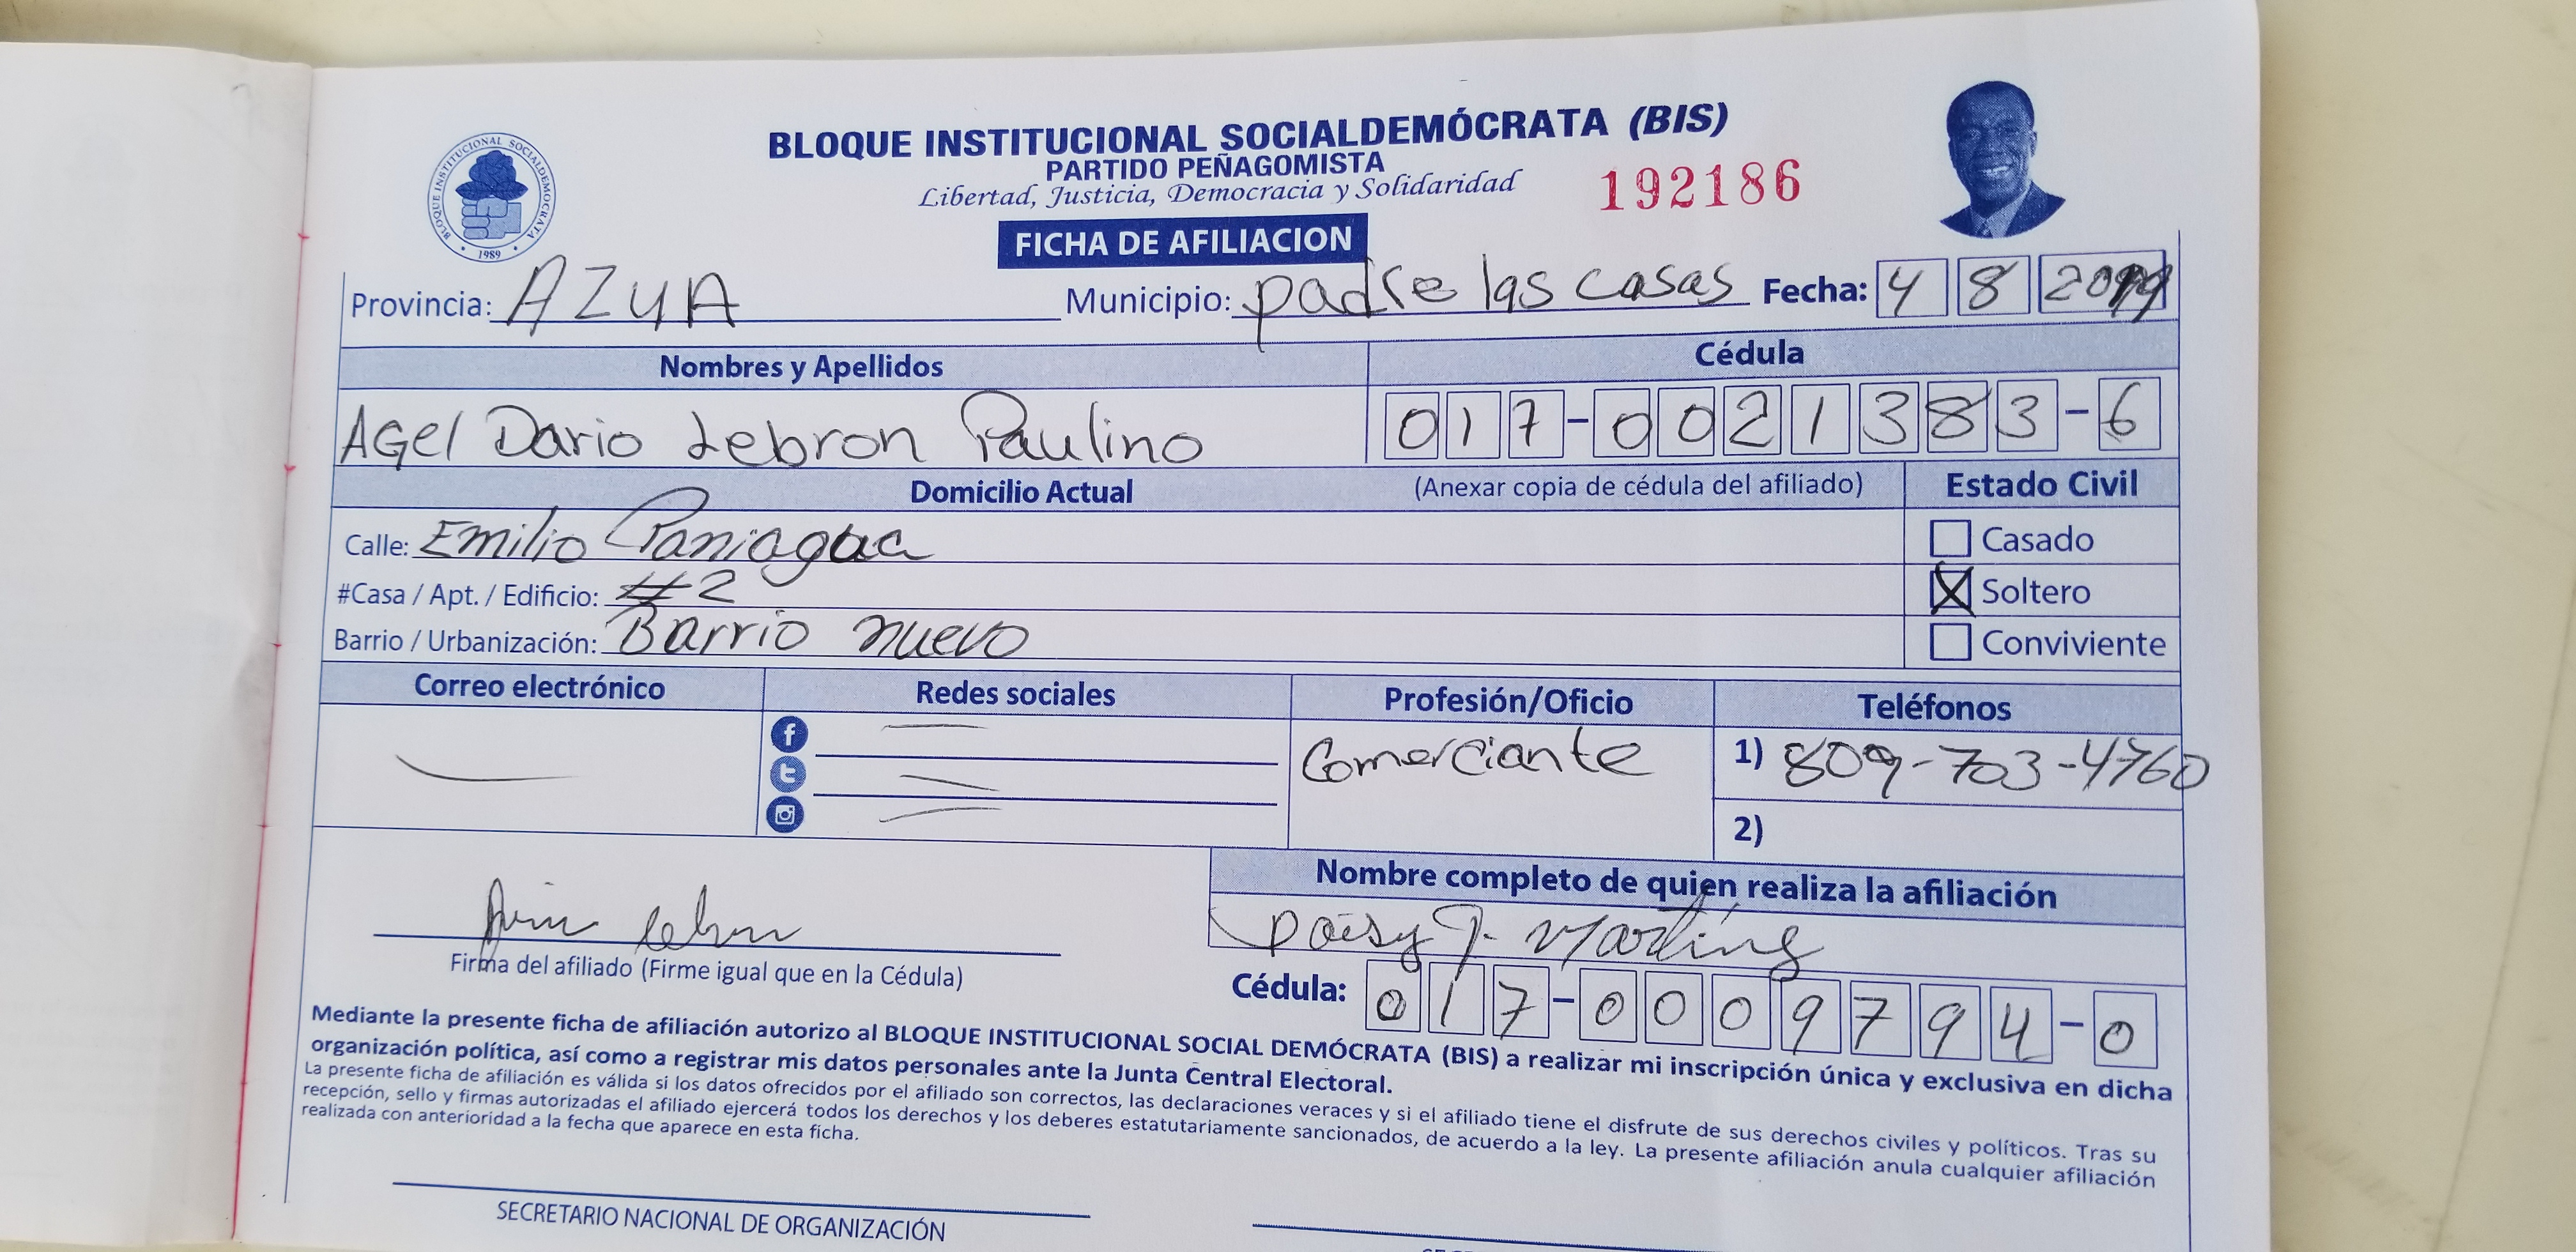 BLOQUE INSTITUCIONAL SOCIALDEMÓCRATA (BIS)
PARTIDO PEÑAGOMISTA
Libertad, Justicia, Democracia y Solidaridad
192186
BLOQUE INSTITUCIONAL SOCIALDEMOCRATA
1989
FICHA DE AFILIACION
Provincia: AZUA Municipio: padre las casas Fecha: 4 8 2019
Nombres y Apellidos Cédula
AGel Dario Lebron Paulino 017-0021383-6
Domicilio Actual (Anexar copia de cédula del afiliado) Estado Civil
Calle: Emilio Paniagua Casado
#Casa / Apt. / Edificio: #2 X Soltero
Barrio / Urbanización: Barrio nuevo Conviviente
Correo electrónico Redes sociales Profesión/Oficio Teléfonos
Comerciante 1) 809-703-4760
2)
Nombre completo de quien realiza la afiliación
J.
Firma del afiliado (Firme igual que en la Cédula)
Cédula: 017-0009794-0
Mediante la presente ficha de afiliación autorizo al BLOQUE INSTITUCIONAL SOCIAL DEMÓCRATA (BIS) a realizar mi inscripción única y exclusiva en dicha
organización política, así como a registrar mis datos personales ante la Junta Central Electoral.
La presente ficha de afiliación es válida si los datos ofrecidos por el afiliado son correctos, las declaraciones veraces y si el afiliado tiene el disfrute de sus derechos civiles y políticos. Tras su
recepción, sello y firmas autorizadas el afiliado ejercerá todos los derechos y los deberes estatutariamente sancionados, de acuerdo a la ley. La presente afiliación anula cualquier afiliación
realizada con anterioridad a la fecha que aparece en esta ficha.
SECRETARIO NACIONAL DE ORGANIZACIÓN